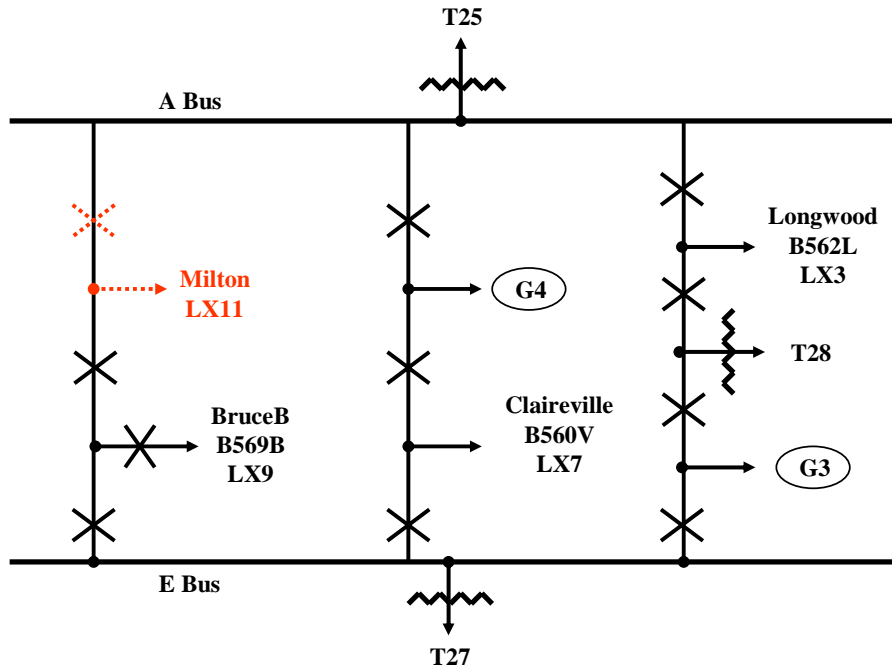 T25
A Bus
Longwood
B562L
LX3
Milton
LX11
G4
T28
BruceB
B569B
LX9
Claireville
B560V
LX7
G3
E Bus
T27